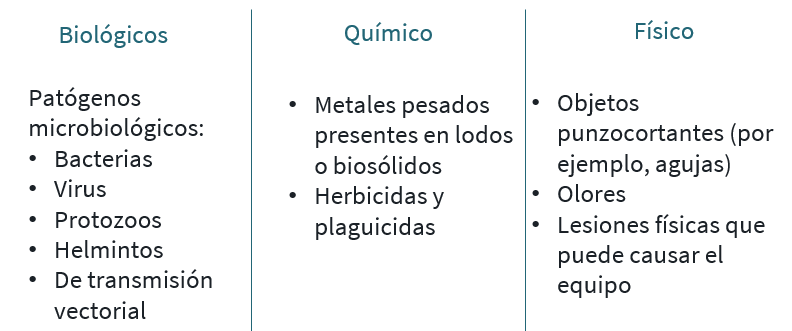 Biológicos
Patógenos
microbiológicos:
• Bacterias
• Virus
• Protozoos
• Helmintos
• De transmisión
vectorial
Químico
• Metales pesados
presentes en lodos
o biosólidos
• Herbicidas y
plaguicidas
Físico
• Objetos
punzocortantes (por
ejemplo, agujas)
• Olores
• Lesiones físicas que
puede causar el
equipo